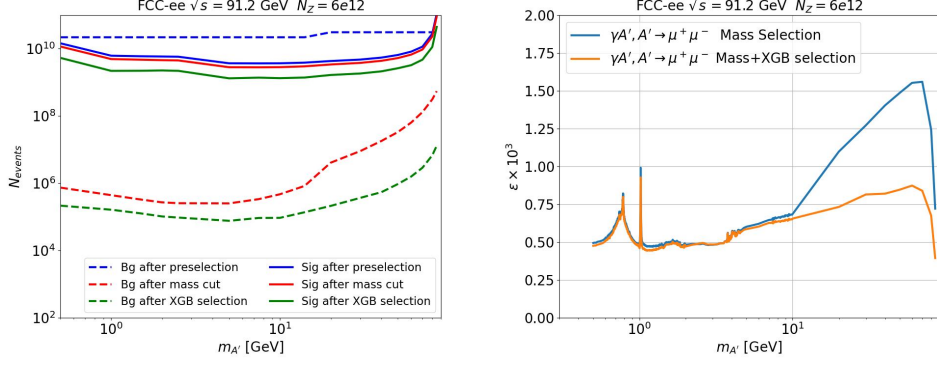 FCC-ee √s = 91.2 GeV N_Z = 6e12
10^10
10^8
10^6
10^4
10^2
N_events
Bg after preselection
Bg after mass cut
Bg after XGB selection
Sig after preselection
Sig after mass cut
Sig after XGB selection
10^0
10^1
m_A′ [GeV]
FCC-ee √s = 91.2 GeV N_Z = 6e12
2.00
1.75
1.50
1.25
1.00
0.75
0.50
0.25
0.00
ε × 10^3
γA′, A′ → μ^+ μ^− Mass Selection
γA′, A′ → μ^+ μ^− Mass+XGB selection
10^0
10^1
m_A′ [GeV]